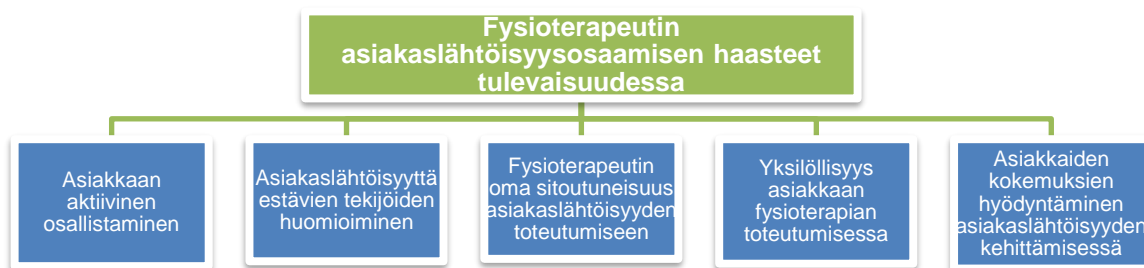 Fysioterapeutin
asiakaslähtöisyysosaamisen haasteet
tulevaisuudessa
Asiakkaan
aktiivinen
osallistaminen
Asiakaslähtöisyyttä
estävien tekijöiden
huomioiminen
Fysioterapeutin
oma sitoutuneisuus
asiakaslähtöisyyden
toteutumiseen
Yksilöllisyys
asiakkaan
fysioterapian
toteutumisessa
Asiakkaiden
kokemuksien
hyödyntäminen
asiakaslähtöisyyden
kehittämisessä